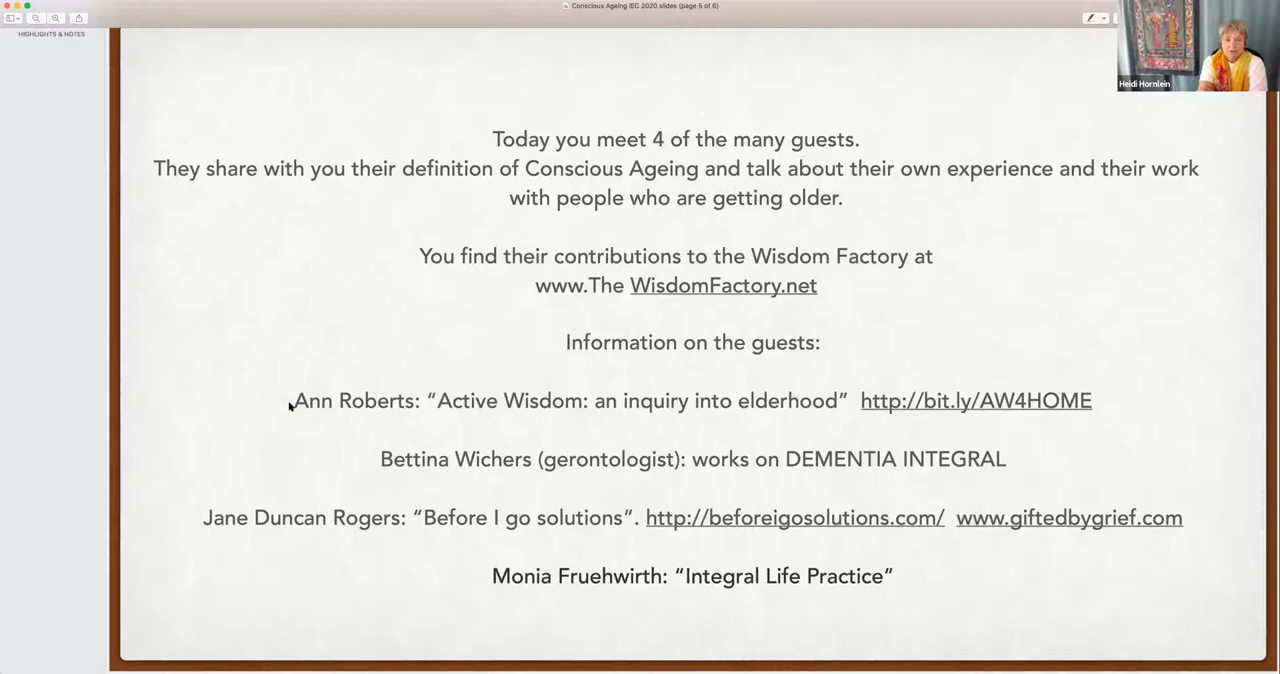 Conscious Ageing IEC 2020 slides (page 5 of 6)
HIGHLIGHTS & NOTES
Heidi Hornlein
Today you meet 4 of the many guests.
They share with you their definition of Conscious Ageing and talk about their own experience and their work
with people who are getting older.
You find their contributions to the Wisdom Factory at
www.The WisdomFactory.net
Information on the guests:
Ann Roberts: “Active Wisdom: an inquiry into elderhood” http://bit.ly/AW4HOME
Bettina Wichers (gerontologist): works on DEMENTIA INTEGRAL
Jane Duncan Rogers: “Before I go solutions”. http://beforeigosolutions.com/ www.giftedbygrief.com
Monia Fruehwirth: “Integral Life Practice”